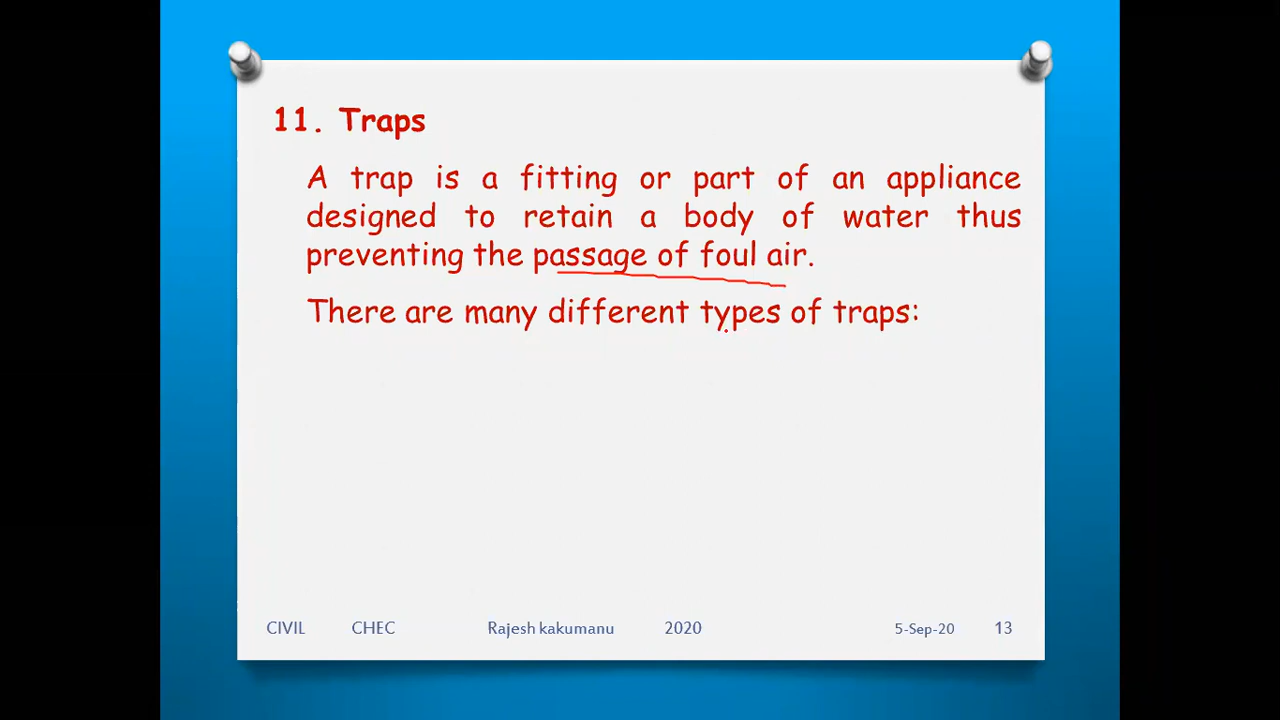 11. Traps
A trap is a fitting or part of an appliance
designed to retain a body of water thus
preventing the passage of foul air.
There are many different types of traps:
CIVIL CHEC Rajesh kakumanu 2020 5-Sep-20 13